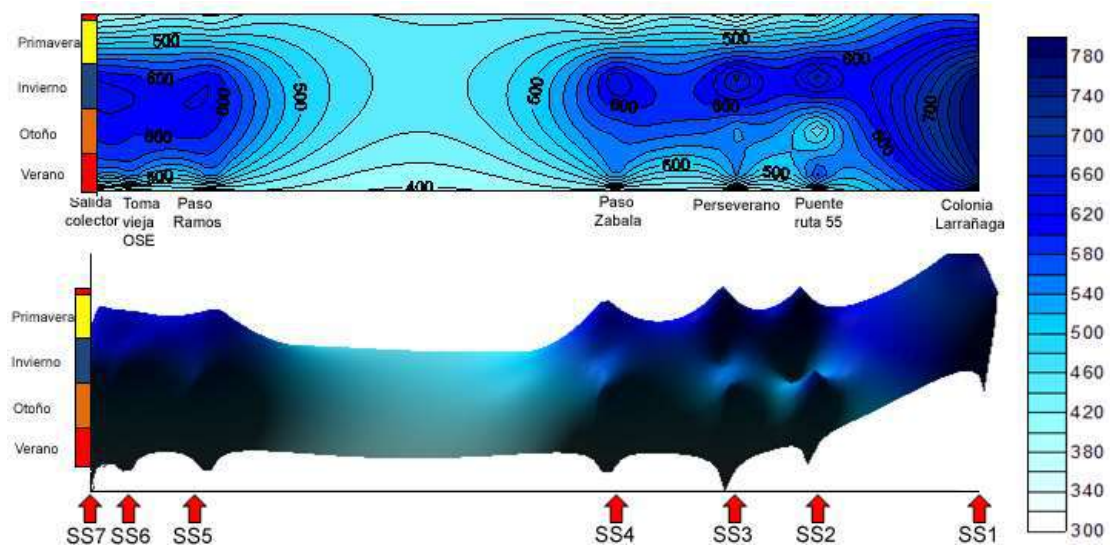 Primavera
Invierno
Otoño
Verano
500
500
600
600
600
600
600
600
600
500
600
600
700
500
500
500
400
Salida colector
Toma vieja OSE
Paso Ramos
Paso Zabala
Perseverano
Puente ruta 55
Colonia Larrañaga
Primavera
Invierno
Otoño
Verano
SS7
SS6
SS5
SS4
SS3
SS2
SS1
780
740
700
660
620
580
540
500
460
420
380
340
300